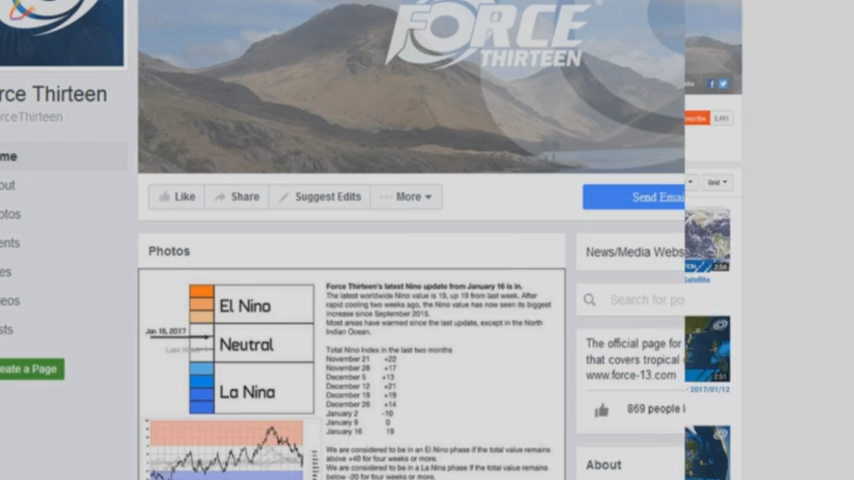 FORCE
THIRTEEN
rce Thirteen
rceThirteen
me
out
otos
ents
es
eos
sts
eate a Page
Like
Share
Suggest Edits
More
Send Emai
Photos
El Nino
Neutral
La Nina
Jan 16, 2017
Force Thirteen's latest Nino update from January 16 is in.
The latest worldwide Nino value is 19, up 19 from last week. After
rapid cooling two weeks ago, the Nino value has now seen its biggest
increase since September 2015.
Most areas have warmed since the last update, except in the North
Indian Ocean.
Total Nino Index in the last two months
November 21 +22
November 28 +17
December 5 +13
December 12 +21
December 19 +19
December 26 +14
January 2 -10
January 9 0
January 16 19
We are considered to be in an El Nino phase if the total value remains
above +40 for four weeks or more.
We are considered to be in a La Nina phase if the total value remains
below -20 for four weeks or more.
News/Media Webs
Search for po
The official page for
that covers tropical
www.force-13.com
869 people l
About
scribe
Grid
2:54
Satellite
2:51
- 2017/01/12